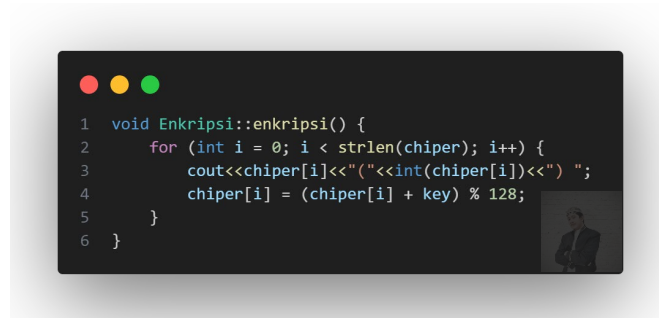 1 void Enkripsi::enkripsi() {
2     for (int i = 0; i < strlen(chiper); i++) {
3         cout<<chiper[i]<<"("<<int(chiper[i])<<") ";
4         chiper[i] = (chiper[i] + key) % 128;
5     }
6 }